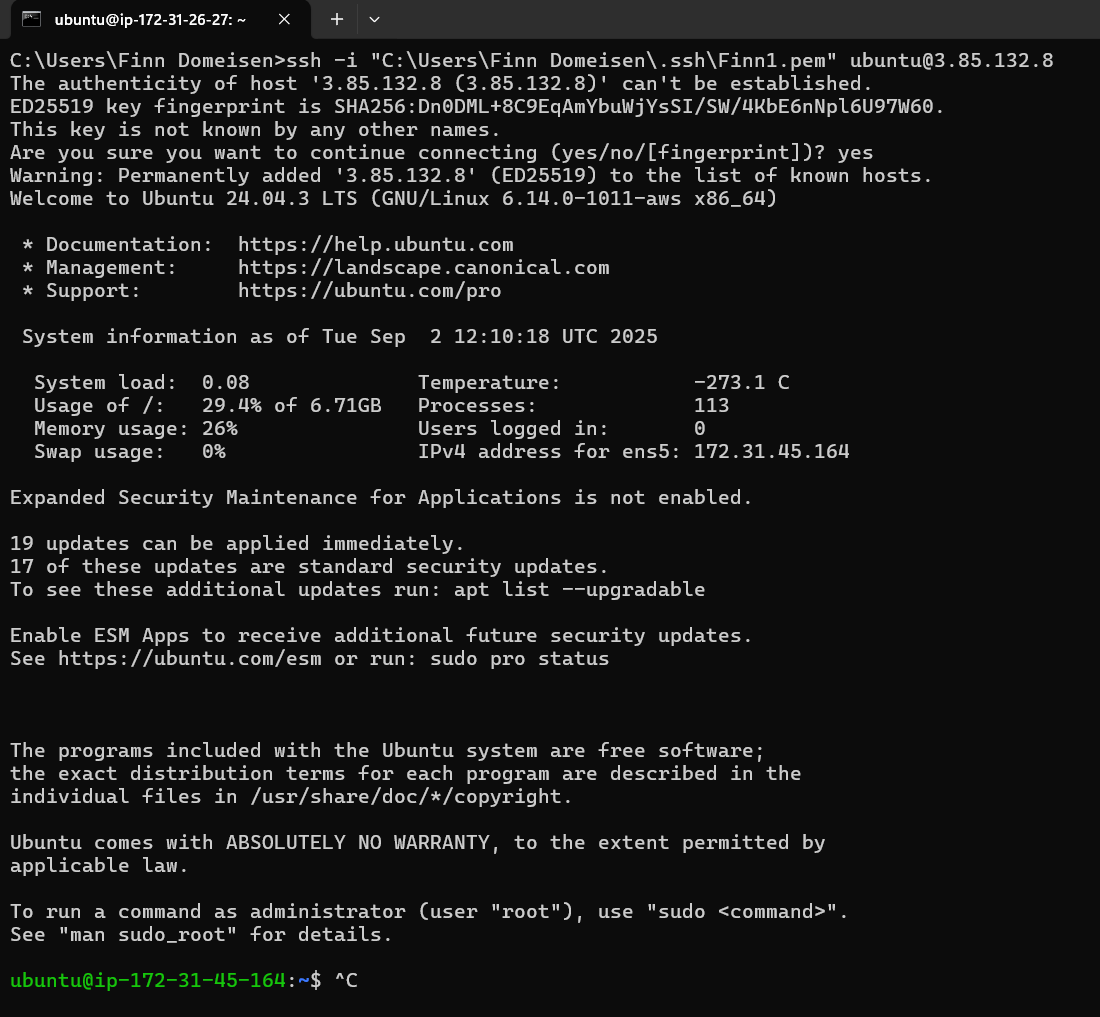 ubuntu@ip-172-31-26-27: ~
C:\Users\Finn Domeisen>ssh -i "C:\Users\Finn Domeisen\.ssh\Finn1.pem" ubuntu@3.85.132.8
The authenticity of host '3.85.132.8 (3.85.132.8)' can't be established.
ED25519 key fingerprint is SHA256:Dn0DML+8C9EqAmYbuWjYsSI/SW/4KbE6nNpl6U97W60.
This key is not known by any other names.
Are you sure you want to continue connecting (yes/no/[fingerprint])? yes
Warning: Permanently added '3.85.132.8' (ED25519) to the list of known hosts.
Welcome to Ubuntu 24.04.3 LTS (GNU/Linux 6.14.0-1011-aws x86_64)
 * Documentation:  https://help.ubuntu.com
 * Management:     https://landscape.canonical.com
 * Support:        https://ubuntu.com/pro
 System information as of Tue Sep  2 12:10:18 UTC 2025
  System load:  0.08              Temperature:           -273.1 C
  Usage of /:   29.4% of 6.71GB   Processes:             113
  Memory usage: 26%               Users logged in:       0
  Swap usage:   0%                IPv4 address for ens5: 172.31.45.164
Expanded Security Maintenance for Applications is not enabled.
19 updates can be applied immediately.
17 of these updates are standard security updates.
To see these additional updates run: apt list --upgradable
Enable ESM Apps to receive additional future security updates.
See https://ubuntu.com/esm or run: sudo pro status
The programs included with the Ubuntu system are free software;
the exact distribution terms for each program are described in the
individual files in /usr/share/doc/*/copyright.
Ubuntu comes with ABSOLUTELY NO WARRANTY, to the extent permitted by
applicable law.
To run a command as administrator (user "root"), use "sudo <command>".
See "man sudo_root" for details.
ubuntu@ip-172-31-45-164:~$ ^C